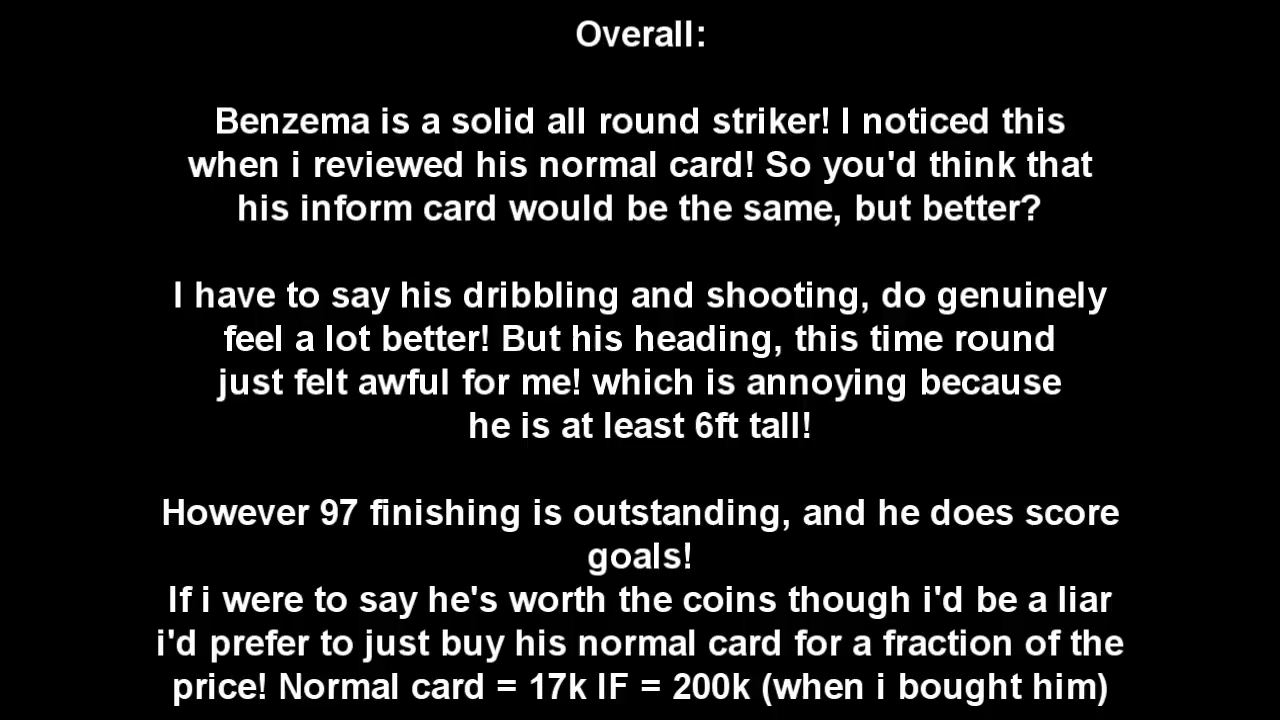 Overall:
Benzema is a solid all round striker! I noticed this
when i reviewed his normal card! So you'd think that
his inform card would be the same, but better?
I have to say his dribbling and shooting, do genuinely
feel a lot better! But his heading, this time round
just felt awful for me! which is annoying because
he is at least 6ft tall!
However 97 finishing is outstanding, and he does score
goals!
If i were to say he's worth the coins though i'd be a liar
i'd prefer to just buy his normal card for a fraction of the
price! Normal card = 17k IF = 200k (when i bought him)